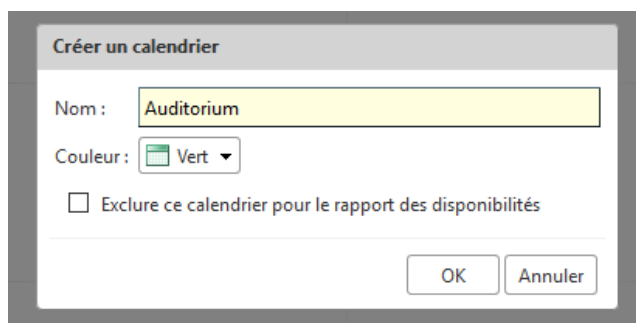 Créer un calendrier
Nom : Auditorium
Couleur : Vert
Exclure ce calendrier pour le rapport des disponibilités
OK Annuler